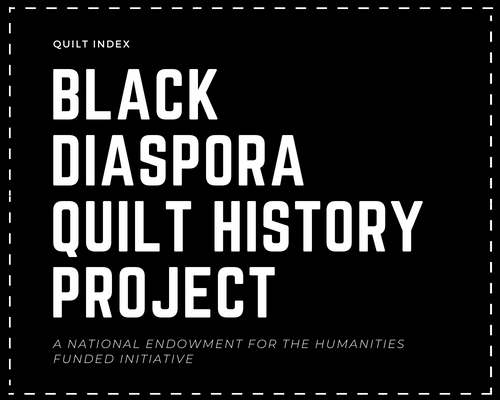 QUILT INDEX
BLACK
DIASPORA
QUILT HISTORY
PROJECT
A NATIONAL ENDOWMENT FOR THE HUMANITIES
FUNDED INITIATIVE